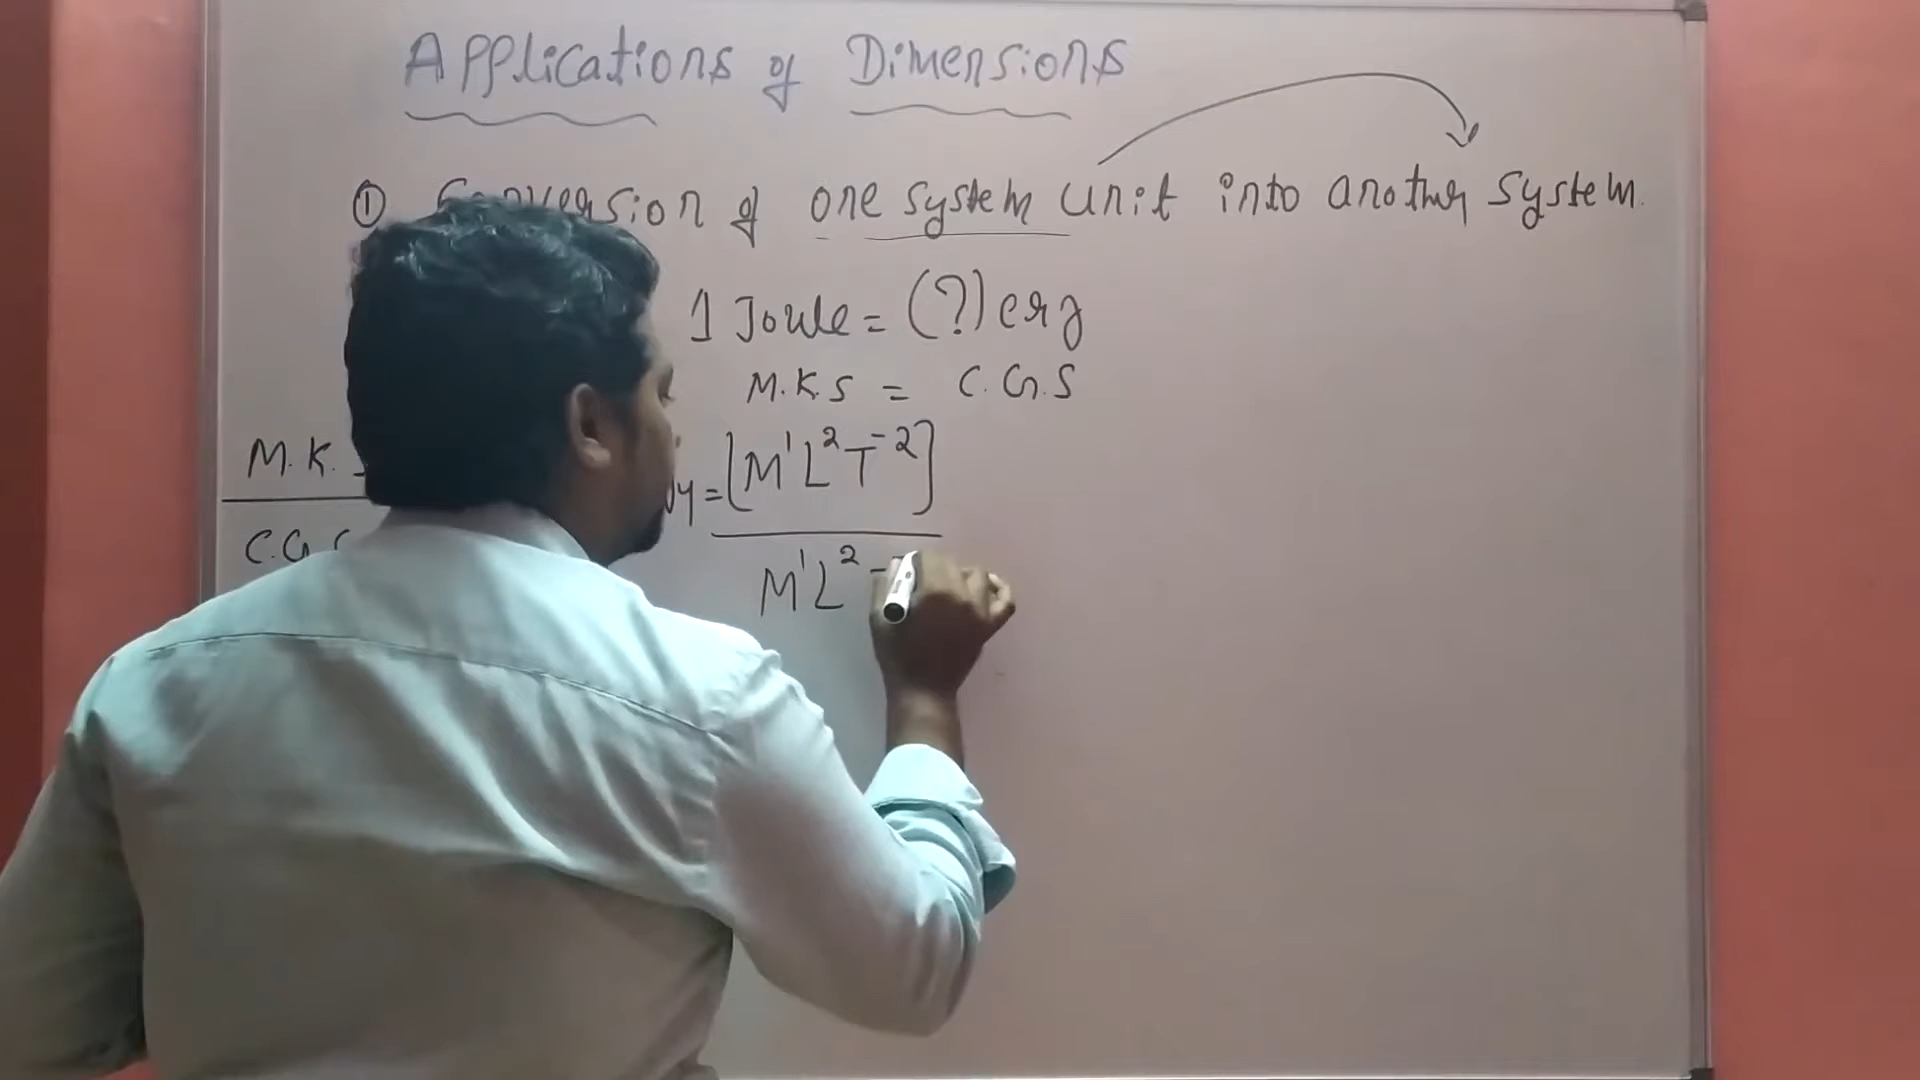 Applications of Dimensions
① Conversion of one system unit into another system.
1 Joule = (?) erg
M.K.S = C.G.S
M.K.
= [M¹L²T⁻²]
C.G.
M¹L²